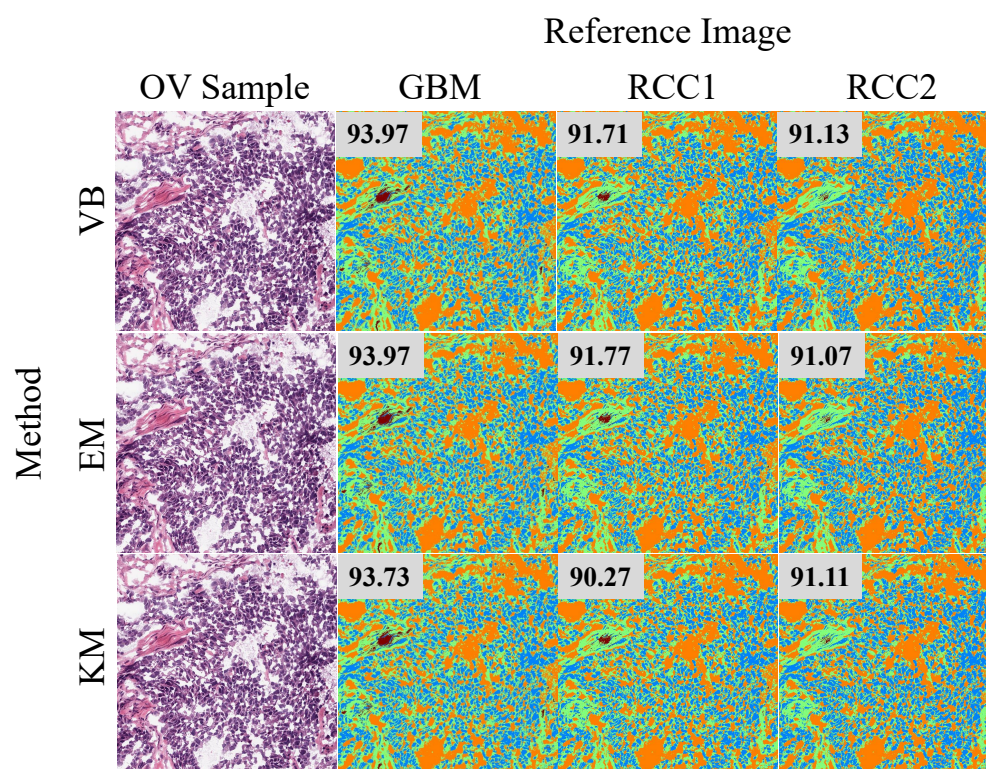 Reference Image
OV Sample GBM RCC1 RCC2
Method
VB 93.97 91.71 91.13
EM 93.97 91.77 91.07
KM 93.73 90.27 91.11